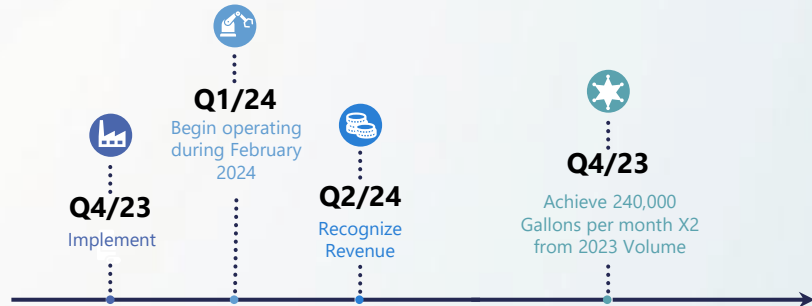 Q4/23
Implement
Q1/24
Begin operating
during February
2024
Q2/24
Recognize
Revenue
Q4/23
Achieve 240,000
Gallons per month X2
from 2023 Volume